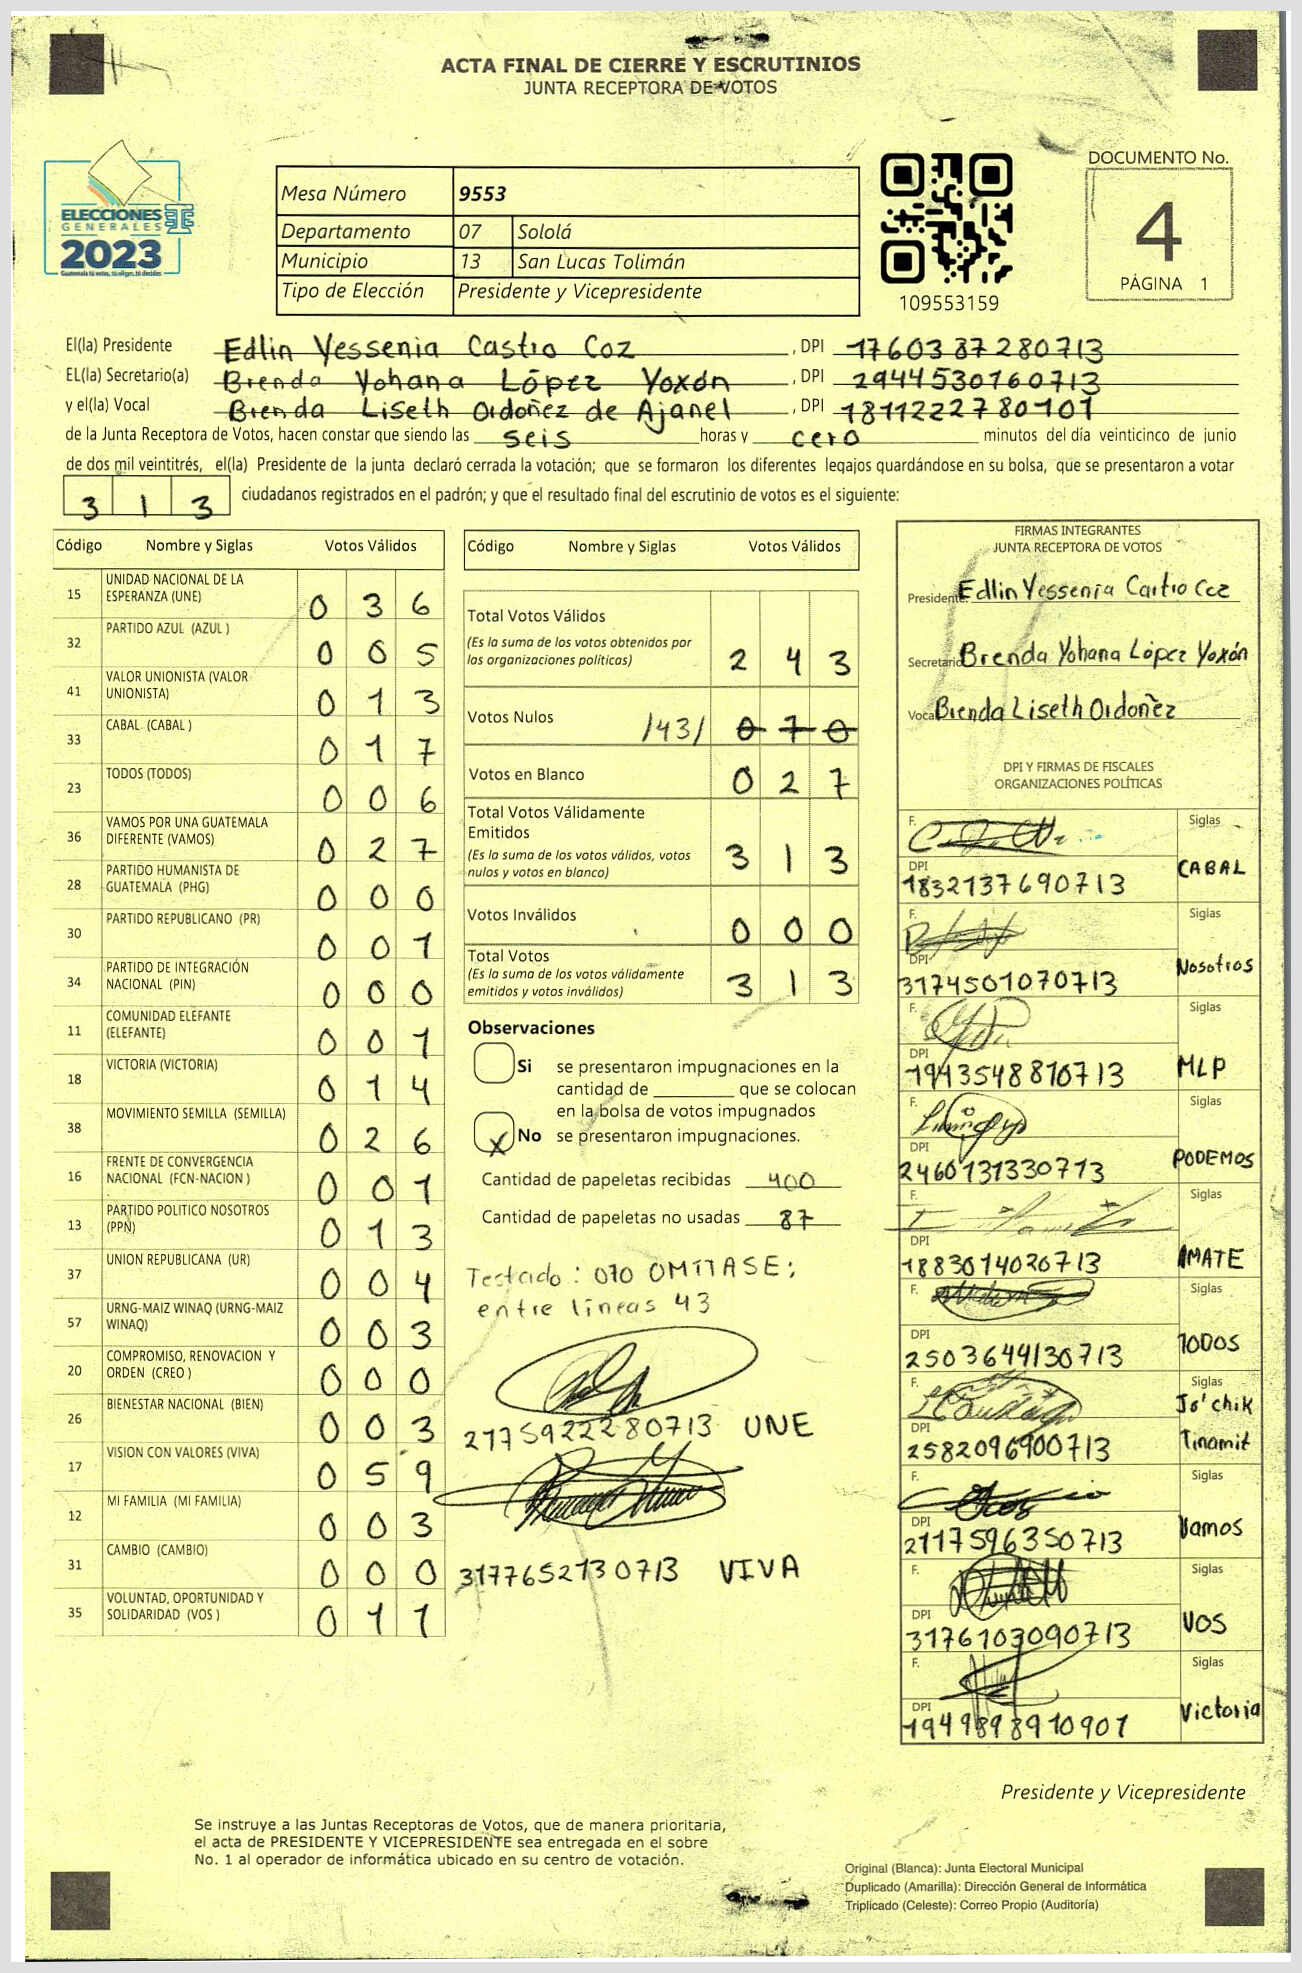 ACTA FINAL DE CIERRE Y ESCRUTINIOS
JUNTA RECEPTORA DE VOTOS
ELECCIONES
GENERALES
2023
Guatemala tú votas, tú eliges, tú decides
Mesa Número 9553
Departamento 07 Sololá
Municipio 13 San Lucas Tolimán
Tipo de Elección Presidente y Vicepresidente
109553159
DOCUMENTO No.
4
PÁGINA 1
El(la) Presidente Edlin Yessenia Castro Coz , DPI 1760387280713
EL(la) Secretario(a) Brenda Yohana López Yoxón , DPI 2944530160713
y el(la) Vocal Brenda Liseth Ordoñez de Ajanel , DPI 1811222780101
de la Junta Receptora de Votos, hacen constar que siendo las seis horas y cero minutos del día veinticinco de junio
de dos mil veintitrés, el(la) Presidente de la junta declaró cerrada la votación; que se formaron los diferentes legajos guardándose en su bolsa, que se presentaron a votar
3 1 3 ciudadanos registrados en el padrón; y que el resultado final del escrutinio de votos es el siguiente:
Código Nombre y Siglas Votos Válidos
15 UNIDAD NACIONAL DE LA
ESPERANZA (UNE) 0 3 6
32 PARTIDO AZUL (AZUL ) 0 0 5
41 VALOR UNIONISTA (VALOR
UNIONISTA) 0 1 3
33 CABAL (CABAL ) 0 1 7
23 TODOS (TODOS) 0 0 6
36 VAMOS POR UNA GUATEMALA
DIFERENTE (VAMOS) 0 2 7
28 PARTIDO HUMANISTA DE
GUATEMALA (PHG) 0 0 0
30 PARTIDO REPUBLICANO (PR) 0 0 1
34 PARTIDO DE INTEGRACIÓN
NACIONAL (PIN) 0 0 0
11 COMUNIDAD ELEFANTE
(ELEFANTE) 0 0 1
18 VICTORIA (VICTORIA) 0 1 4
38 MOVIMIENTO SEMILLA (SEMILLA) 0 2 6
16 FRENTE DE CONVERGENCIA
NACIONAL (FCN-NACION ) 0 0 1
13 PARTIDO POLITICO NOSOTROS
(PPN) 0 1 3
37 UNION REPUBLICANA (UR) 0 0 4
57 URNG-MAIZ WINAQ (URNG-MAIZ
WINAQ) 0 0 3
20 COMPROMISO, RENOVACION Y
ORDEN (CREO ) 0 0 0
26 BIENESTAR NACIONAL (BIEN) 0 0 3
17 VISION CON VALORES (VIVA) 0 5 9
12 MI FAMILIA (MI FAMILIA) 0 0 3
31 CAMBIO (CAMBIO) 0 0 0
35 VOLUNTAD, OPORTUNIDAD Y
SOLIDARIDAD (VOS ) 0 1 1
Código Nombre y Siglas Votos Válidos
Total Votos Válidos
(Es la suma de los votos obtenidos por
las organizaciones políticas) 2 4 3
Votos Nulos /43/ 0 7 0
Votos en Blanco 0 2 7
Total Votos Válidamente
Emitidos
(Es la suma de los votos válidos, votos
nulos y votos en blanco) 3 1 3
Votos Inválidos 0 0 0
Total Votos
(Es la suma de los votos válidamente
emitidos y votos inválidos) 3 1 3
Observaciones
Si se presentaron impugnaciones en la
cantidad de ________ que se colocan
en la bolsa de votos impugnados
X No se presentaron impugnaciones.
Cantidad de papeletas recibidas 400
Cantidad de papeletas no usadas 87
Testado: 070 OMITASE;
entre líneas 43
2175922280713 UNE
3177652130713 VIVA
FIRMAS INTEGRANTES
JUNTA RECEPTORA DE VOTOS
Presidente: Edlin Yessenia Castro Coz
Secretario Brenda Yohana López Yoxón
Vocal Brenda Liseth Ordoñez
DPI Y FIRMAS DE FISCALES
ORGANIZACIONES POLÍTICAS
F. Siglas
DPI 1832137690713 CABAL
F. Siglas
DPI 3174501070713 Nosotros
F. Siglas
DPI 1943548810713 MLP
F. Siglas
DPI 2460131330713 PODEMOS
F. Siglas
DPI 1883014020713 AMATE
F. Siglas
DPI 2503644130713 TODOS
F. Siglas
DPI 2582096900713 Jo'chik Tinamit
F. Siglas
DPI 2117596350713 Vamos
F. Siglas
DPI 3176103090713 VOS
F. Siglas
DPI 1949898910901 Victoria
Presidente y Vicepresidente
Se instruye a las Juntas Receptoras de Votos, que de manera prioritaria,
el acta de PRESIDENTE Y VICEPRESIDENTE sea entregada en el sobre
No. 1 al operador de informática ubicado en su centro de votación.
Original (Blanca): Junta Electoral Municipal
Duplicado (Amarilla): Dirección General de Informática
Triplicado (Celeste): Correo Propio (Auditoría)